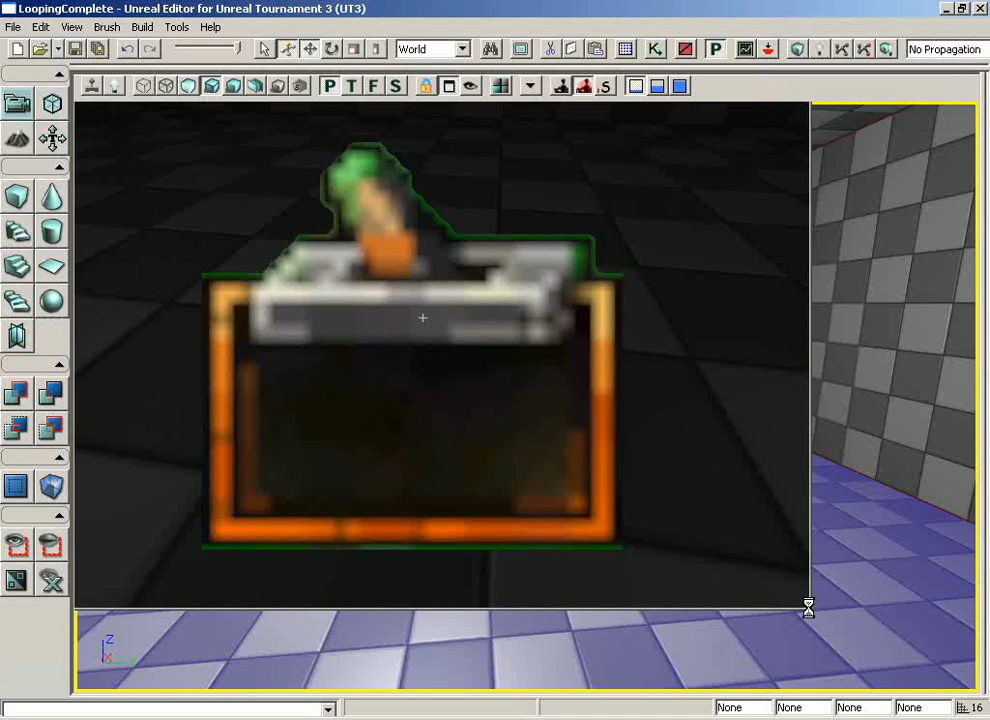 LoopingComplete - Unreal Editor for Unreal Tournament 3 (UT3)
File Edit View Brush Build Tools Help
World No Propagation
P T F S S
Z
None None None None 16